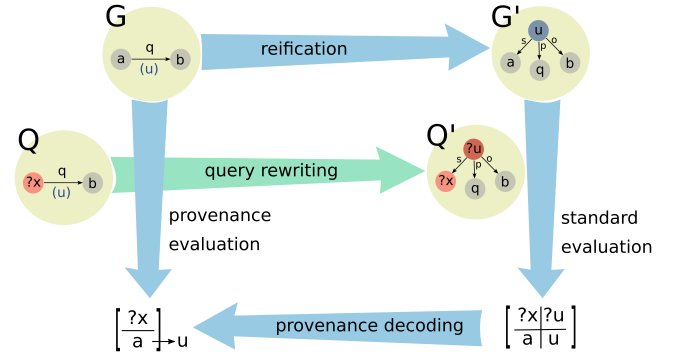 G
a q b
(u)
reification
G'
u
s p o
a q b
Q
?x q b
(u)
query rewriting
Q'
?u
s p o
?x q b
provenance
evaluation
standard
evaluation
[ ?x ]
a → u
provenance decoding
[ ?x | ?u ]
a | u